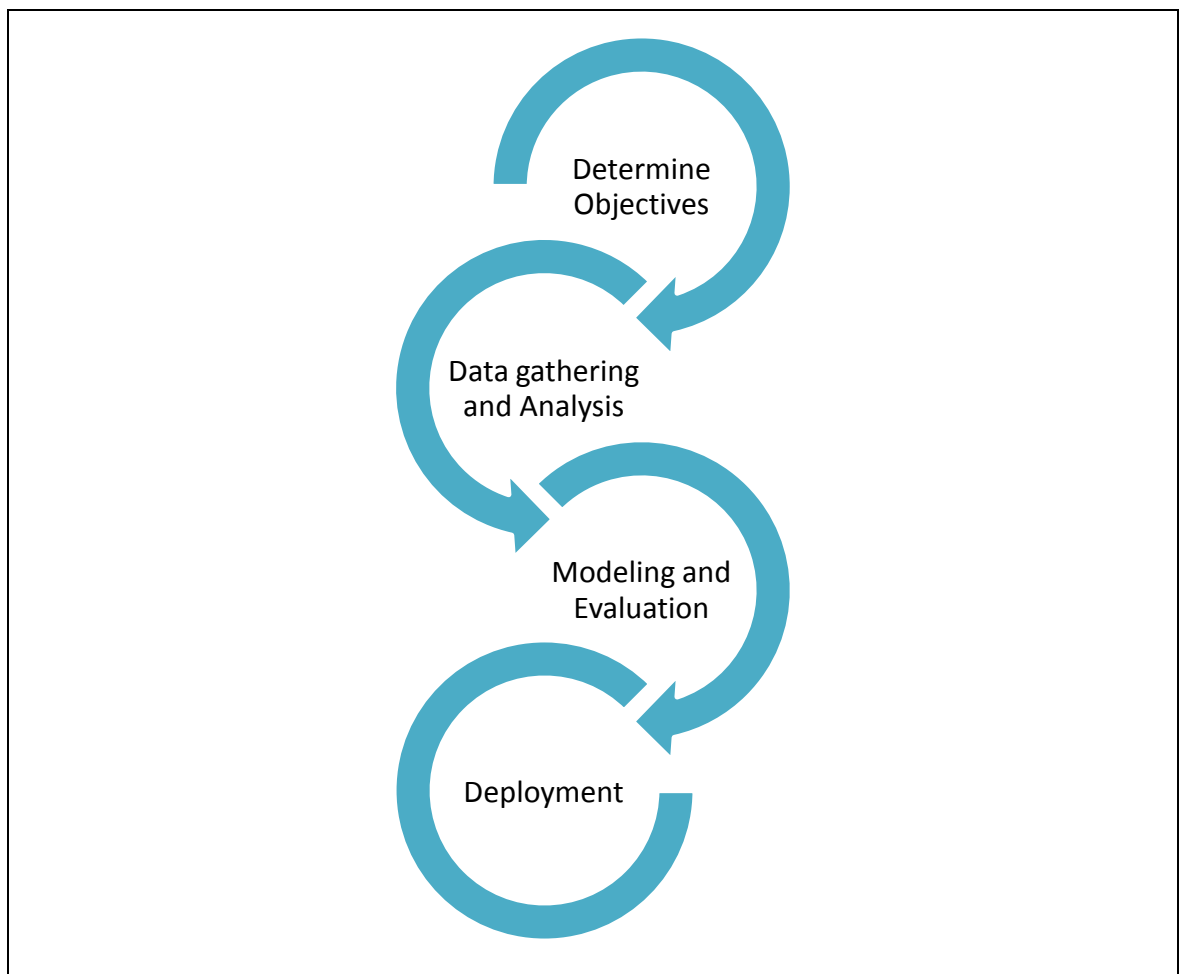 Determine
Objectives
Data gathering
and Analysis
Modeling and
Evaluation
Deployment